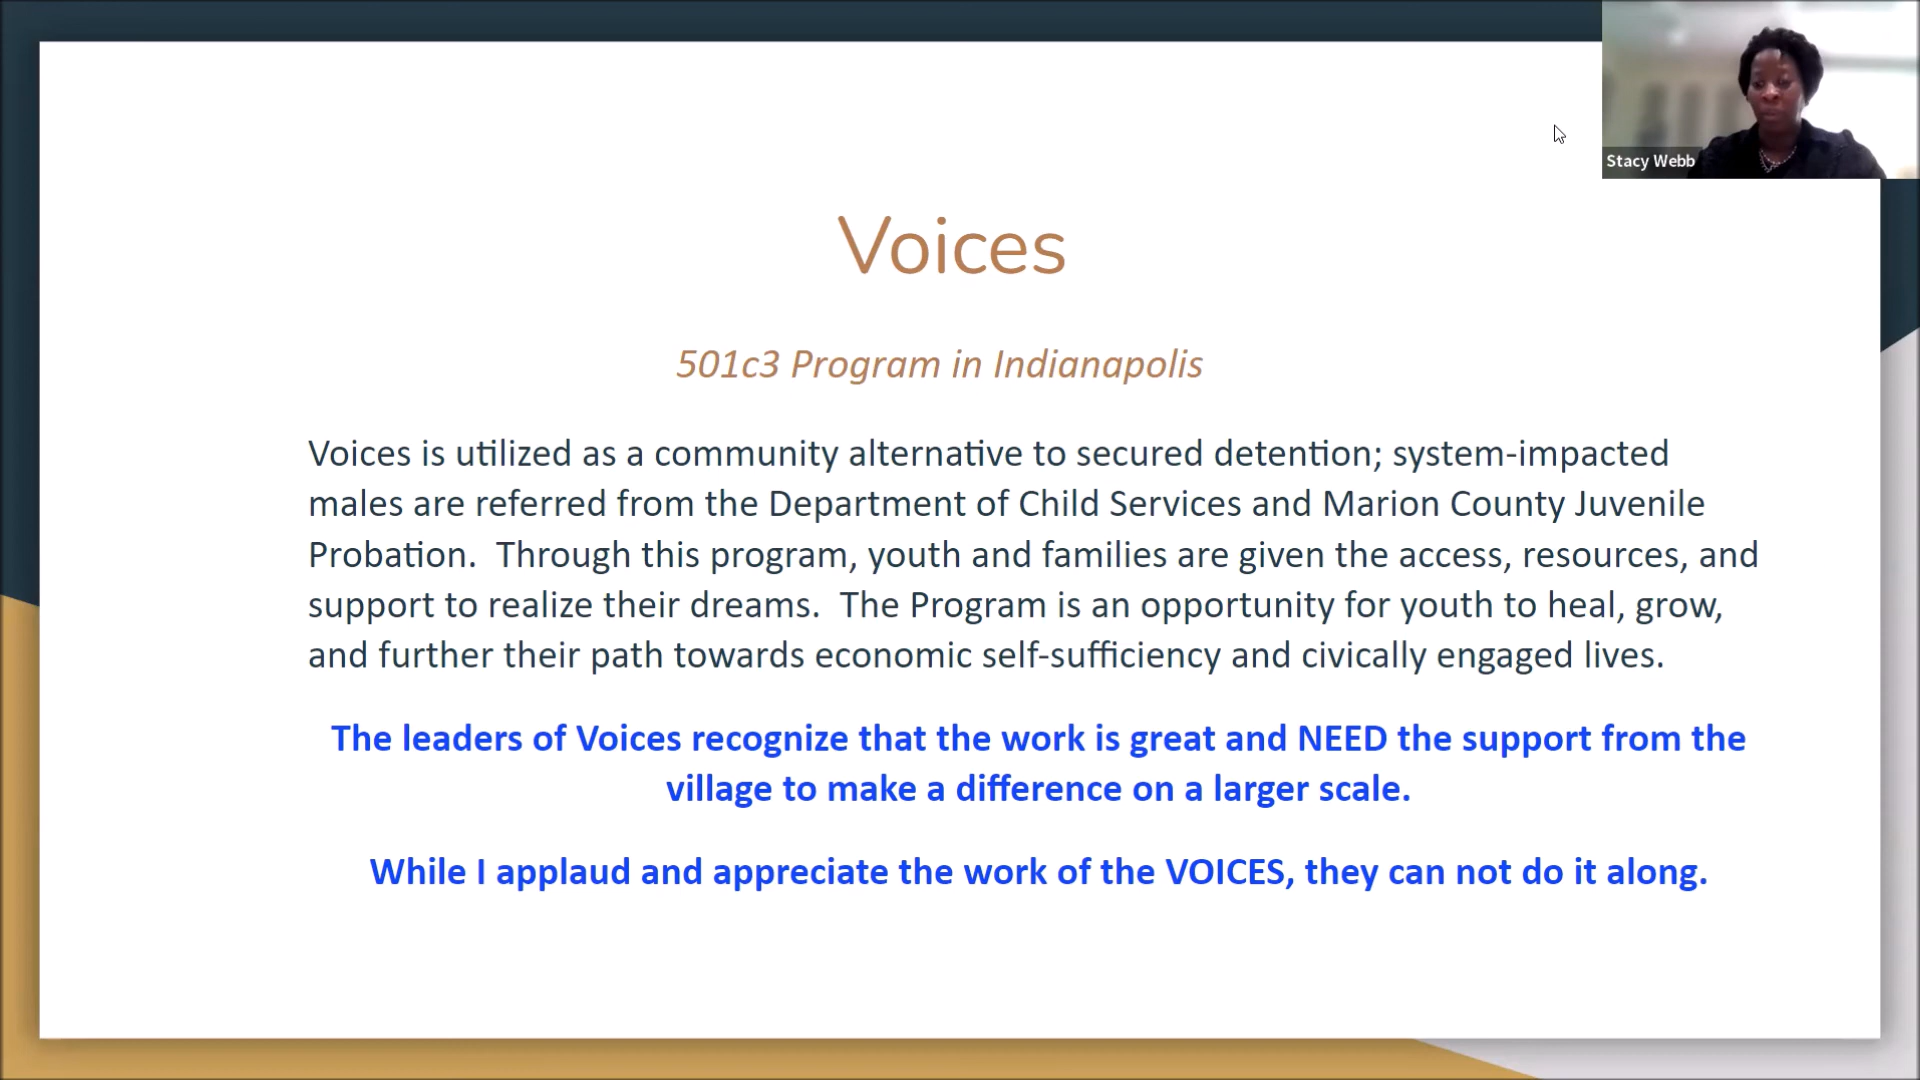 Stacy Webb
Voices
501c3 Program in Indianapolis
Voices is utilized as a community alternative to secured detention; system-impacted
males are referred from the Department of Child Services and Marion County Juvenile
Probation.  Through this program, youth and families are given the access, resources, and
support to realize their dreams.  The Program is an opportunity for youth to heal, grow,
and further their path towards economic self-sufficiency and civically engaged lives.
The leaders of Voices recognize that the work is great and NEED the support from the
village to make a difference on a larger scale.
While I applaud and appreciate the work of the VOICES, they can not do it along.